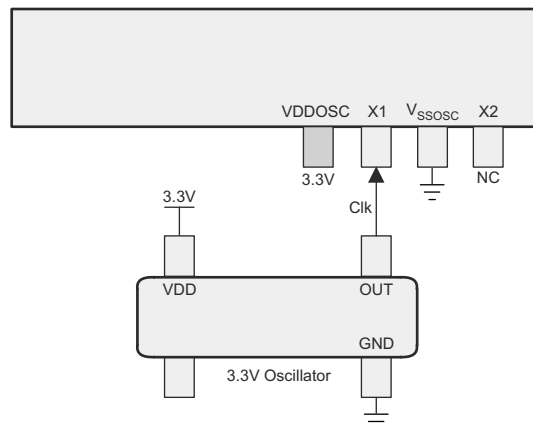 VDDOSC X1 VSSOSC X2
3.3V NC
3.3V Clk
VDD OUT
GND
3.3V Oscillator